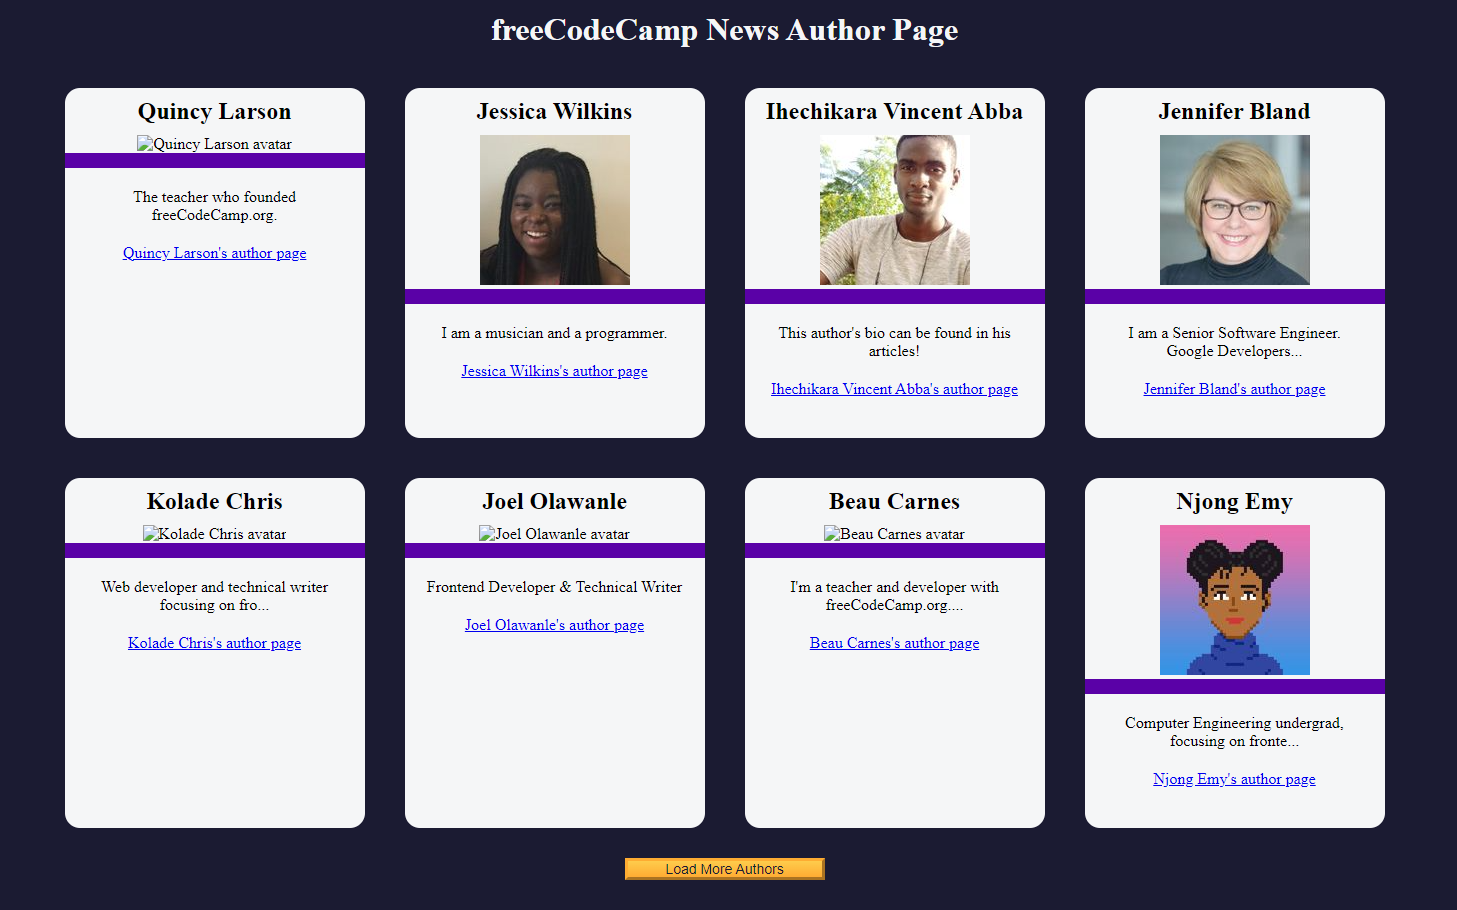 freeCodeCamp News Author Page
Quincy Larson
Quincy Larson avatar
The teacher who founded
freeCodeCamp.org.
Quincy Larson's author page
Jessica Wilkins
I am a musician and a programmer.
Jessica Wilkins's author page
Ihechikara Vincent Abba
This author's bio can be found in his
articles!
Ihechikara Vincent Abba's author page
Jennifer Bland
I am a Senior Software Engineer.
Google Developers...
Jennifer Bland's author page
Kolade Chris
Kolade Chris avatar
Web developer and technical writer
focusing on fro...
Kolade Chris's author page
Joel Olawanle
Joel Olawanle avatar
Frontend Developer & Technical Writer
Joel Olawanle's author page
Beau Carnes
Beau Carnes avatar
I'm a teacher and developer with
freeCodeCamp.org....
Beau Carnes's author page
Njong Emy
Computer Engineering undergrad,
focusing on fronte...
Njong Emy's author page
Load More Authors